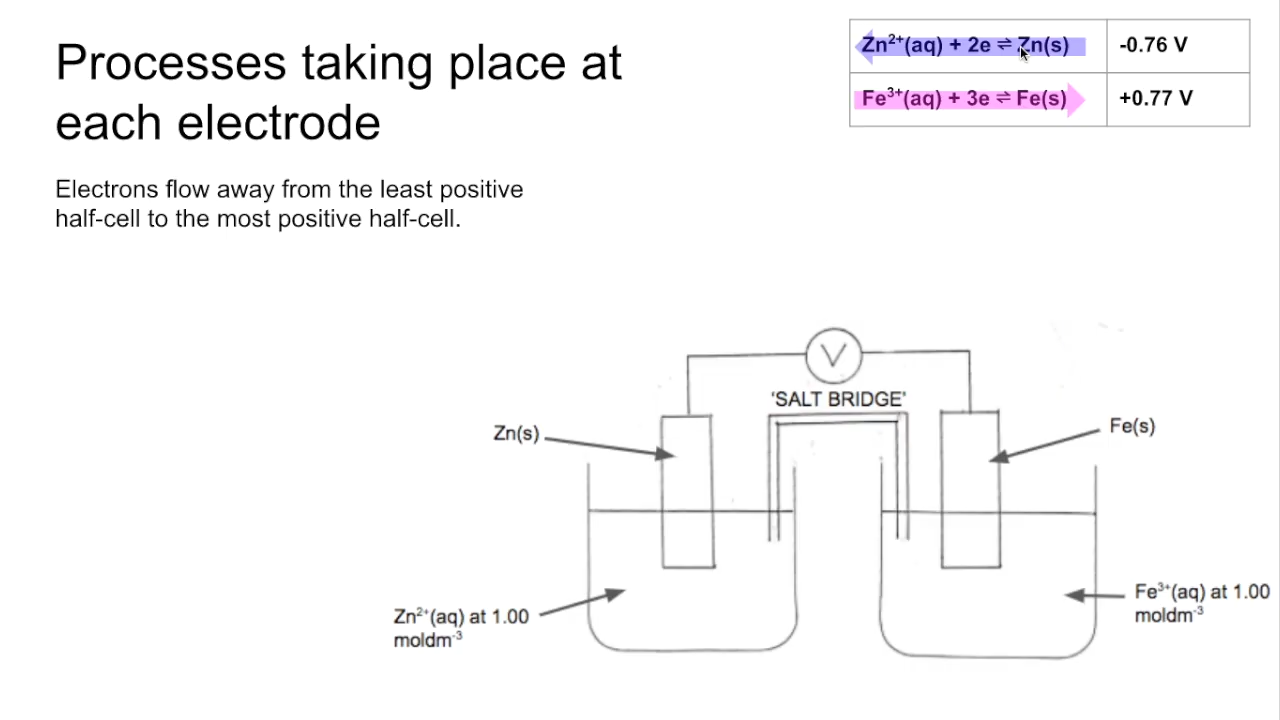 Processes taking place at
each electrode
Electrons flow away from the least positive
half-cell to the most positive half-cell.
Zn²⁺(aq) + 2e ⇌ Zn(s) -0.76 V
Fe³⁺(aq) + 3e ⇌ Fe(s) +0.77 V
V
'SALT BRIDGE'
Zn(s)
Fe(s)
Zn²⁺(aq) at 1.00
moldm⁻³
Fe³⁺(aq) at 1.00
moldm⁻³